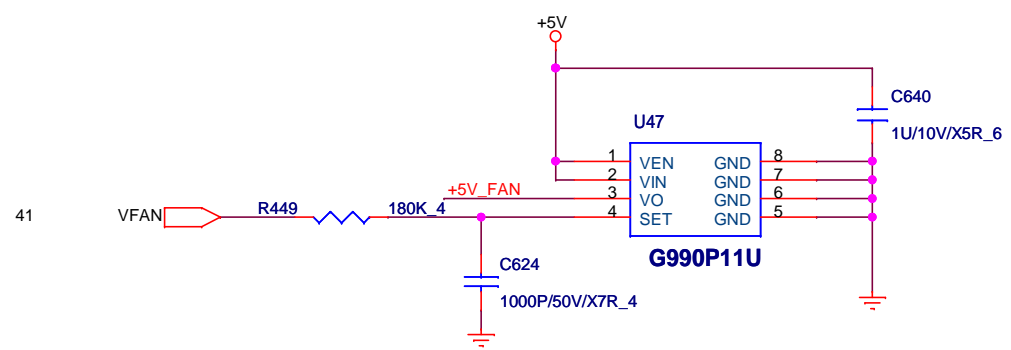 +5V
C640
1U/10V/X5R_6
U47
1 VEN GND 8
2 VIN GND 7
+5V_FAN 3 VO GND 6
41 VFAN R449 180K_4 4 SET GND 5
G990P11U
C624
1000P/50V/X7R_4